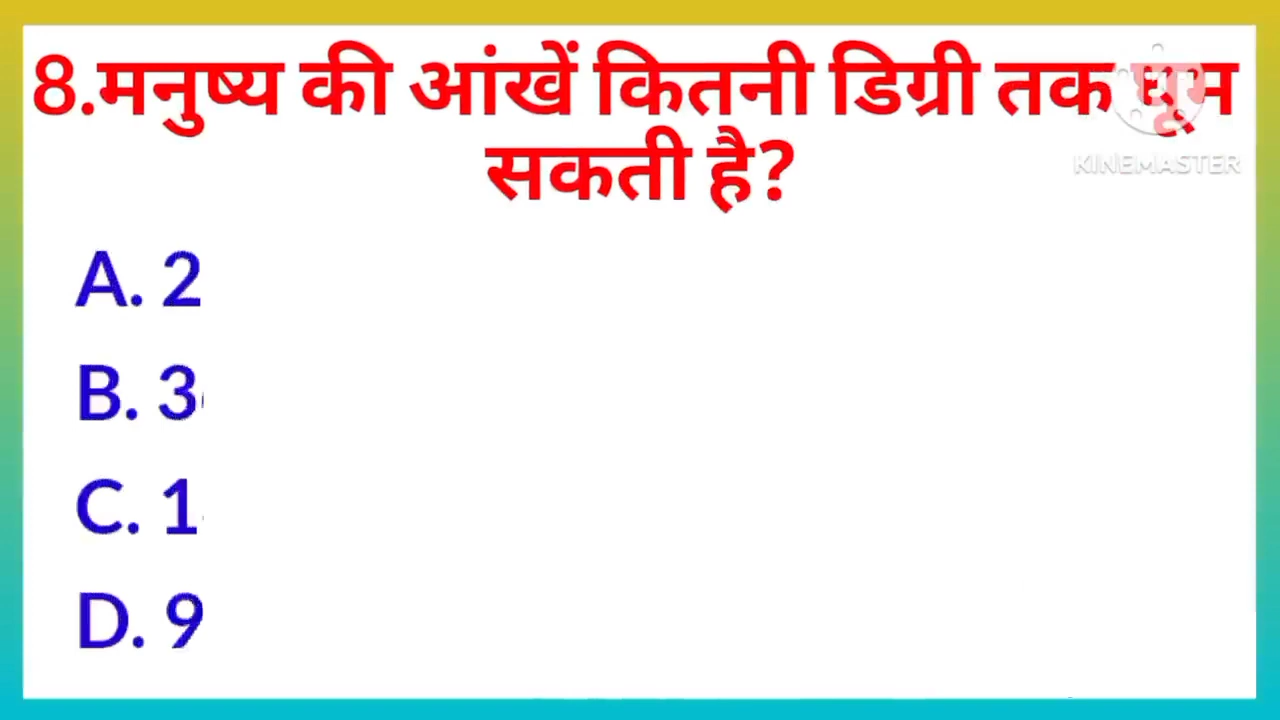 8.मनुष्य की आंखें कितनी डिग्री तक घूम
सकती है?
KINEMASTER
A. 2
B. 3
C. 1
D. 9